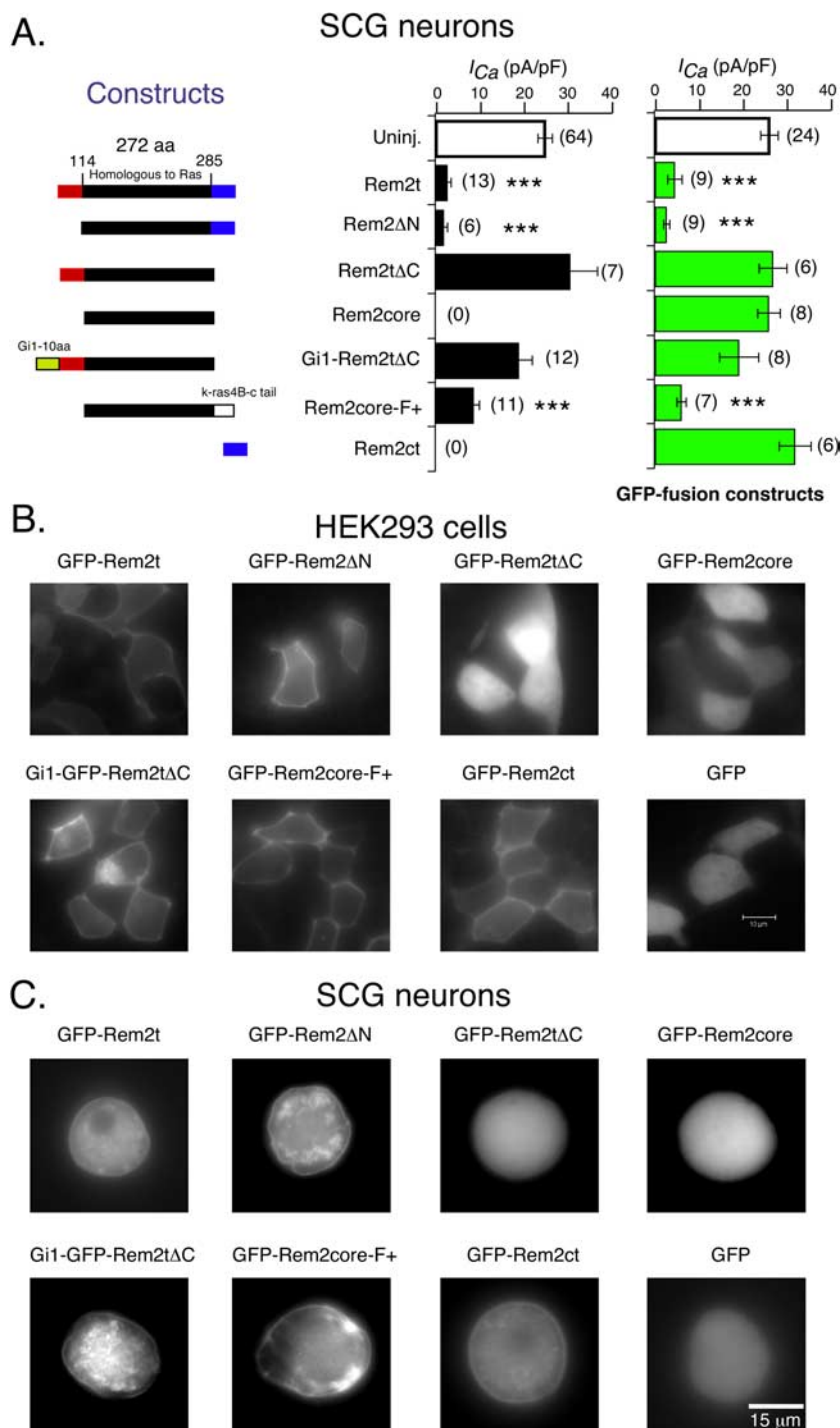 A.
SCG neurons
Constructs
272 aa
114
285
Homologous to Ras
Gi1-10aa
k-ras4B-c tail
I_Ca (pA/pF)
0 10 20 30 40
Uninj. (64)
Rem2t (13) ***
Rem2ΔN (6) ***
Rem2tΔC (7)
Rem2core (0)
Gi1-Rem2tΔC (12)
Rem2core-F+ (11) ***
Rem2ct (0)
I_Ca (pA/pF)
0 10 20 30 40
(24)
(9) ***
(9) ***
(6)
(8)
(8)
(7) ***
(6)
GFP-fusion constructs
B.
HEK293 cells
GFP-Rem2t GFP-Rem2ΔN GFP-Rem2tΔC GFP-Rem2core
Gi1-GFP-Rem2tΔC GFP-Rem2core-F+ GFP-Rem2ct GFP
10 μm
C.
SCG neurons
GFP-Rem2t GFP-Rem2ΔN GFP-Rem2tΔC GFP-Rem2core
Gi1-GFP-Rem2tΔC GFP-Rem2core-F+ GFP-Rem2ct GFP
15 μm